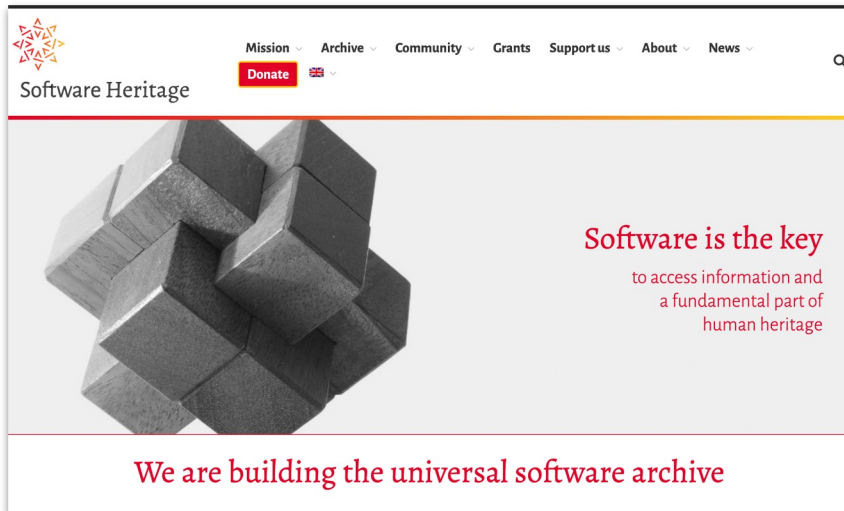 Mission Archive Community Grants Support us About News
Donate
Software Heritage
Software is the key
to access information and
a fundamental part of
human heritage
We are building the universal software archive